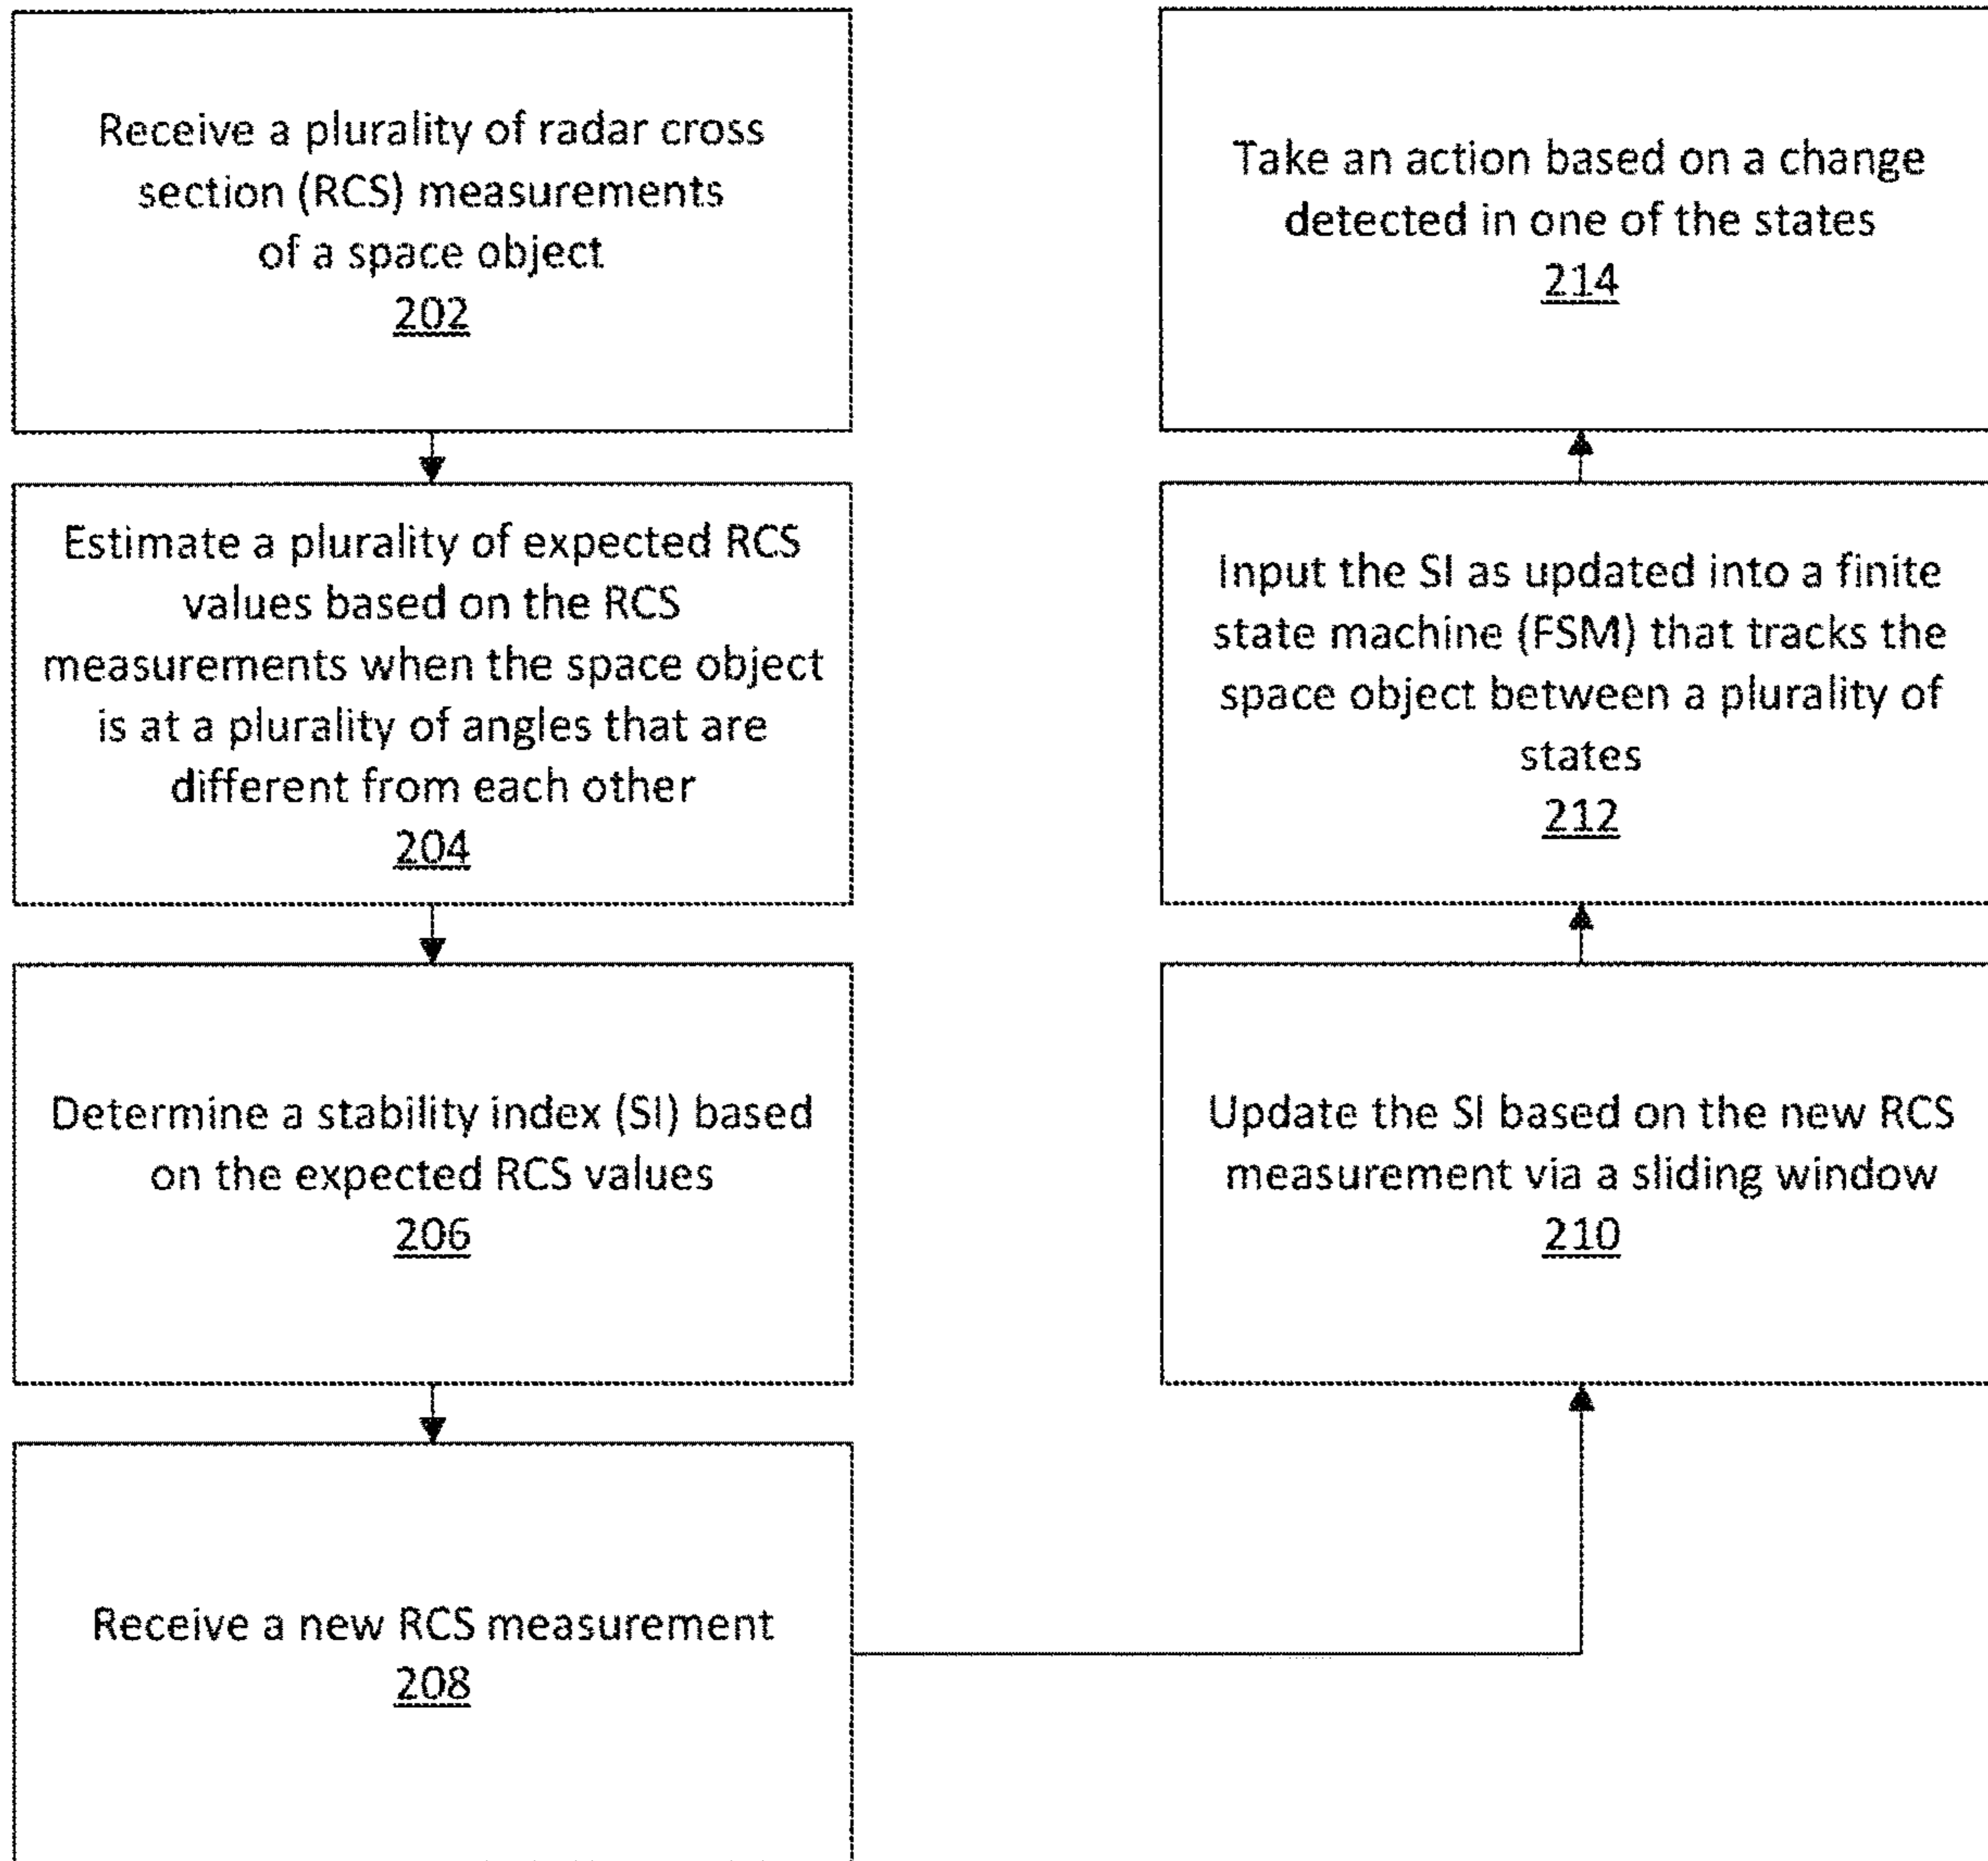 Receive a plurality of radar cross
section (RCS) measurements
of a space object
202
Estimate a plurality of expected RCS
values based on the RCS
measurements when the space object
is at a plurality of angles that are
different from each other
204
Determine a stability index (SI) based
on the expected RCS values
206
Receive a new RCS measurement
208
Update the SI based on the new RCS
measurement via a sliding window
210
Input the SI as updated into a finite
state machine (FSM) that tracks the
space object between a plurality of
states
212
Take an action based on a change
detected in one of the states
214